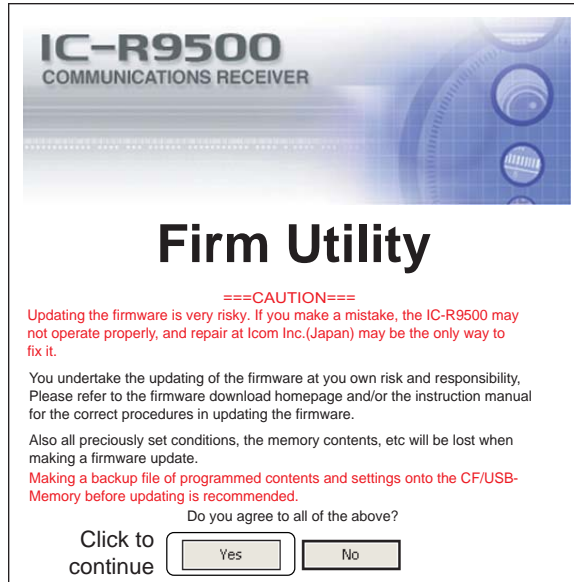 IC-R9500
COMMUNICATIONS RECEIVER
Firm Utility
===CAUTION===
Updating the firmware is very risky. If you make a mistake, the IC-R9500 may
not operate properly, and repair at Icom Inc.(Japan) may be the only way to
fix it.
You undertake the updating of the firmware at you own risk and responsibility,
Please refer to the firmware download homepage and/or the instruction manual
for the correct procedures in updating the firmware.
Also all preciously set conditions, the memory contents, etc will be lost when
making a firmware update.
Making a backup file of programmed contents and settings onto the CF/USB-
Memory before updating is recommended.
Do you agree to all of the above?
Click to
continue
Yes
No